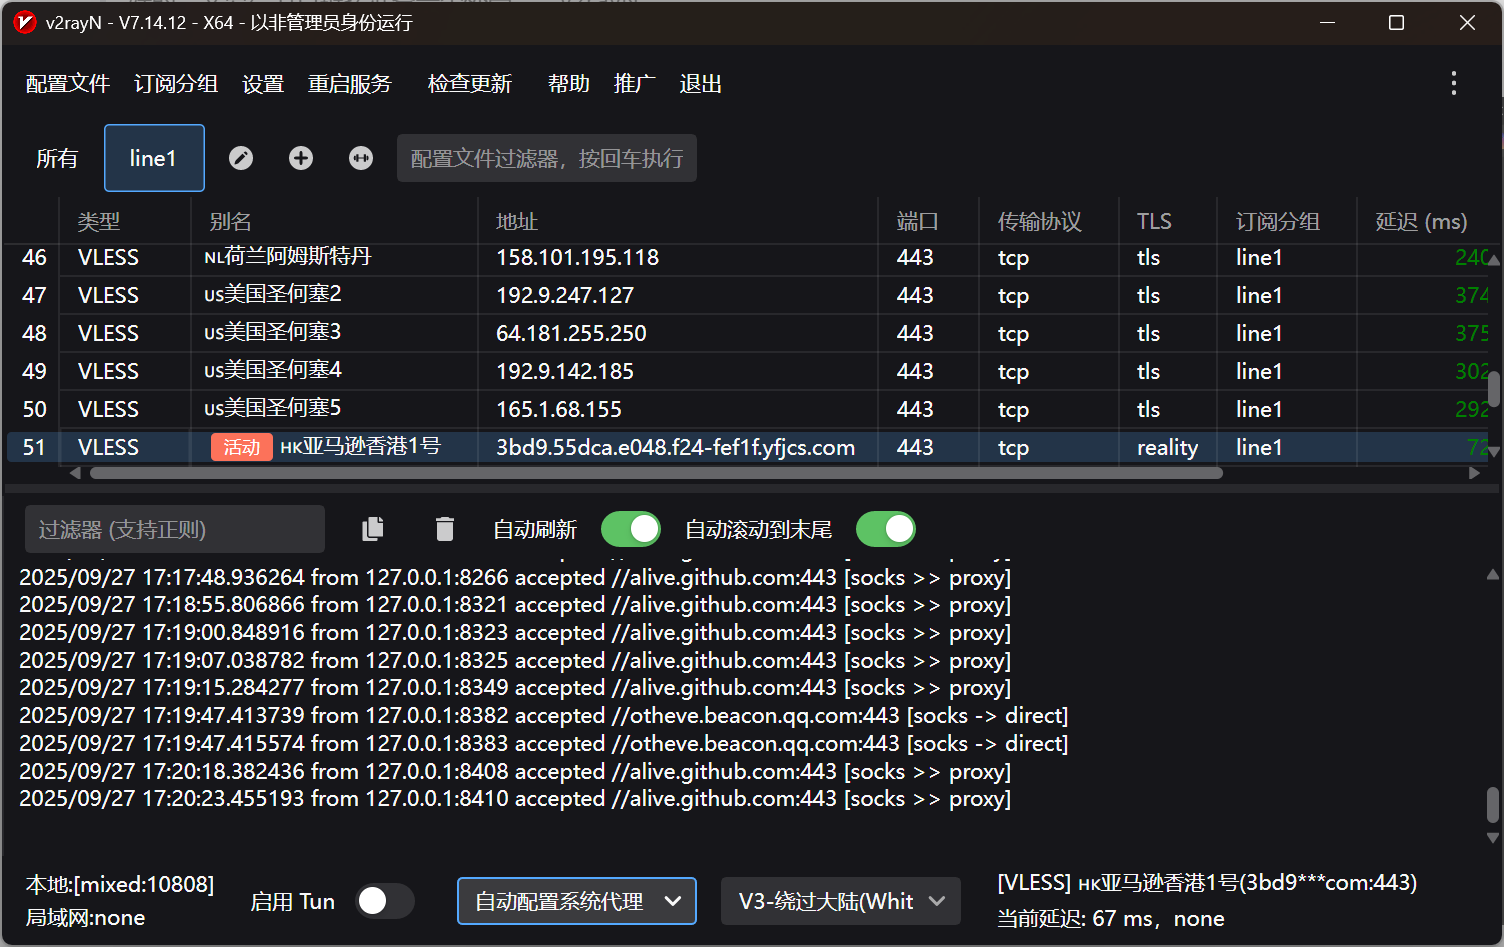 v2rayN - V7.14.12 - X64 - 以非管理员身份运行
配置文件 订阅分组 设置 重启服务 检查更新 帮助 推广 退出
所有 line1 配置文件过滤器，按回车执行
类型 别名 地址 端口 传输协议 TLS 订阅分组 延迟 (ms)
46 VLESS NL荷兰阿姆斯特丹 158.101.195.118 443 tcp tls line1 240
47 VLESS US美国圣何塞2 192.9.247.127 443 tcp tls line1 374
48 VLESS US美国圣何塞3 64.181.255.250 443 tcp tls line1 375
49 VLESS US美国圣何塞4 192.9.142.185 443 tcp tls line1 302
50 VLESS US美国圣何塞5 165.1.68.155 443 tcp tls line1 292
51 VLESS 活动 HK亚马逊香港1号 3bd9.55dca.e048.f24-fef1f.yfjcs.com 443 tcp reality line1 72
过滤器 (支持正则) 自动刷新 自动滚动到末尾
2025/09/27 17:17:48.936264 from 127.0.0.1:8266 accepted //alive.github.com:443 [socks >> proxy]
2025/09/27 17:18:55.806866 from 127.0.0.1:8321 accepted //alive.github.com:443 [socks >> proxy]
2025/09/27 17:19:00.848916 from 127.0.0.1:8323 accepted //alive.github.com:443 [socks >> proxy]
2025/09/27 17:19:07.038782 from 127.0.0.1:8325 accepted //alive.github.com:443 [socks >> proxy]
2025/09/27 17:19:15.284277 from 127.0.0.1:8349 accepted //alive.github.com:443 [socks >> proxy]
2025/09/27 17:19:47.413739 from 127.0.0.1:8382 accepted //otheve.beacon.qq.com:443 [socks -> direct]
2025/09/27 17:19:47.415574 from 127.0.0.1:8383 accepted //otheve.beacon.qq.com:443 [socks -> direct]
2025/09/27 17:20:18.382436 from 127.0.0.1:8408 accepted //alive.github.com:443 [socks >> proxy]
2025/09/27 17:20:23.455193 from 127.0.0.1:8410 accepted //alive.github.com:443 [socks >> proxy]
本地:[mixed:10808]
局域网:none
启用 Tun
自动配置系统代理
V3-绕过大陆(Whit
[VLESS] HK亚马逊香港1号(3bd9***com:443)
当前延迟: 67 ms，none